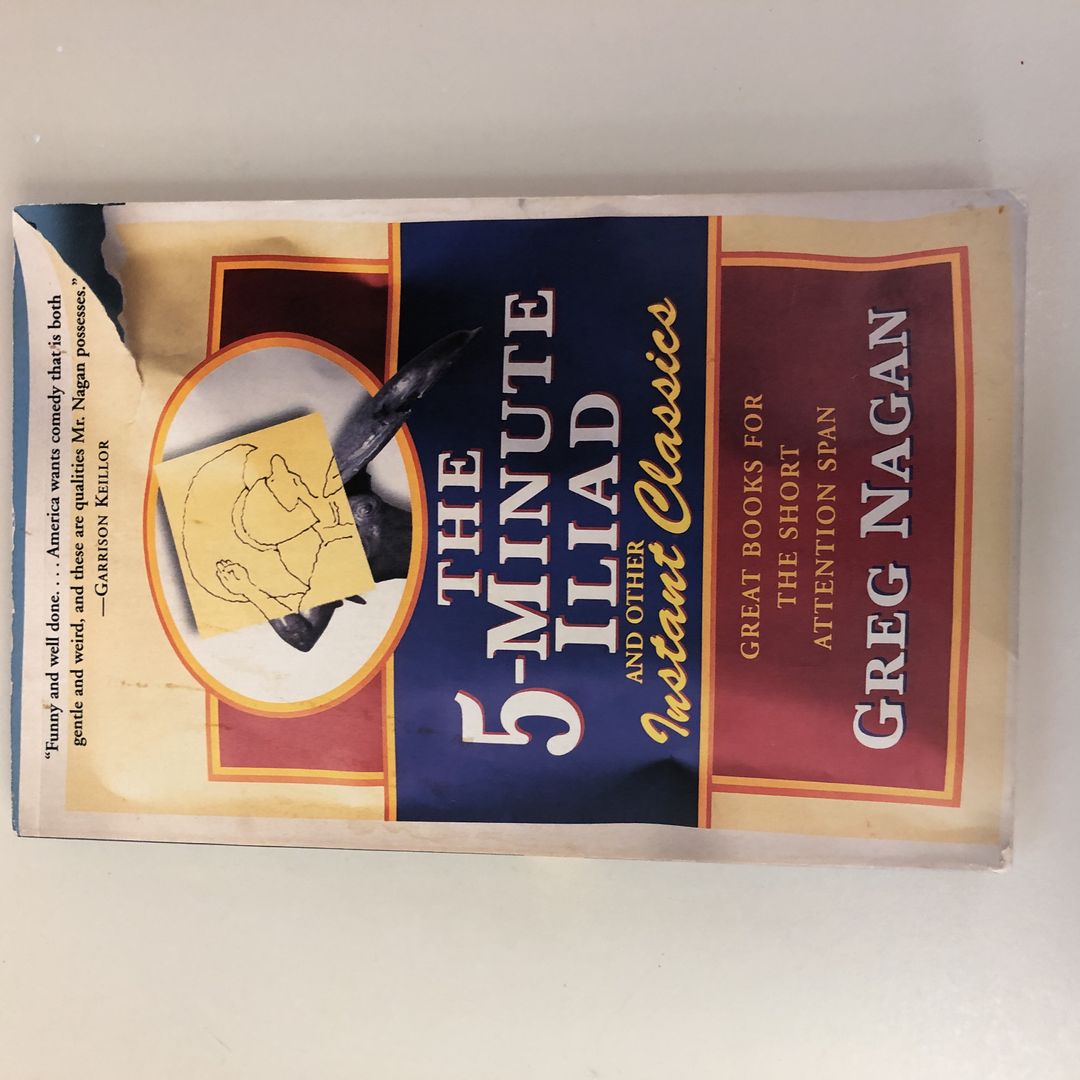 “Funny and well done. . . . America wants comedy that is both
gentle and weird, and these are qualities Mr. Nagan possesses.”
—GARRISON KEILLOR
THE
5-MINUTE
ILIAD
AND OTHER
Instant Classics
GREAT BOOKS FOR
THE SHORT
ATTENTION SPAN
GREG NAGAN